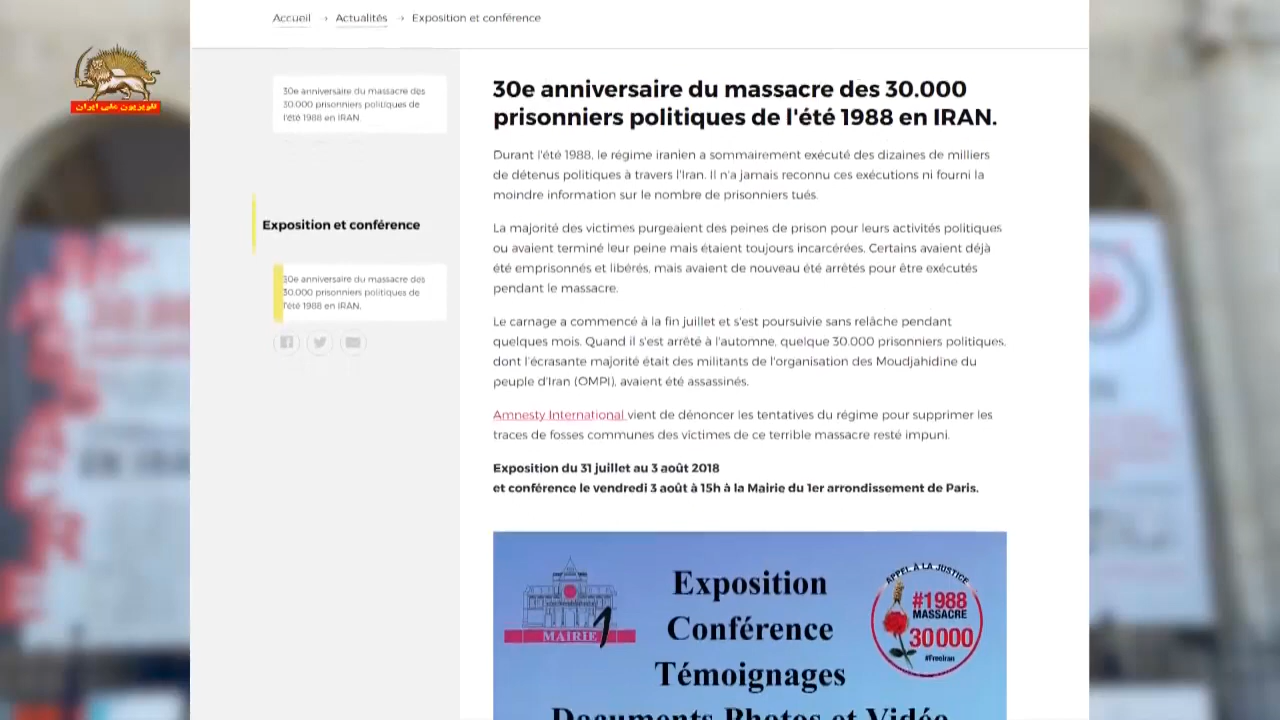 Accueil → Actualités → Exposition et conférence
تلویزیون ملی ایران
30e anniversaire du massacre des
30.000 prisonniers politiques de
l'été 1988 en IRAN.
Exposition et conférence
30e anniversaire du massacre des
30.000 prisonniers politiques de
l'été 1988 en IRAN.
30e anniversaire du massacre des 30.000
prisonniers politiques de l'été 1988 en IRAN.
Durant l'été 1988, le régime iranien a sommairement exécuté des dizaines de milliers
de détenus politiques à travers l'Iran. Il n'a jamais reconnu ces exécutions ni fourni la
moindre information sur le nombre de prisonniers tués.
La majorité des victimes purgeaient des peines de prison pour leurs activités politiques
ou avaient terminé leur peine mais étaient toujours incarcérées. Certains avaient déjà
été emprisonnés et libérés, mais avaient de nouveau été arrêtés pour être exécutés
pendant le massacre.
Le carnage a commencé à la fin juillet et s'est poursuivie sans relâche pendant
quelques mois. Quand il s'est arrêté à l'automne, quelque 30.000 prisonniers politiques,
dont l'écrasante majorité était des militants de l'organisation des Moudjahidine du
peuple d'Iran (OMPI), avaient été assassinés.
Amnesty International vient de dénoncer les tentatives du régime pour supprimer les
traces de fosses communes des victimes de ce terrible massacre resté impuni.
Exposition du 31 juillet au 3 août 2018
et conférence le vendredi 3 août à 15h à la Mairie du 1er arrondissement de Paris.
MAIRIE 1
Exposition
Conférence
Témoignages
Documents Photos et Vidéo
APPEL À LA JUSTICE
#1988
MASSACRE
30000
#FreeIran